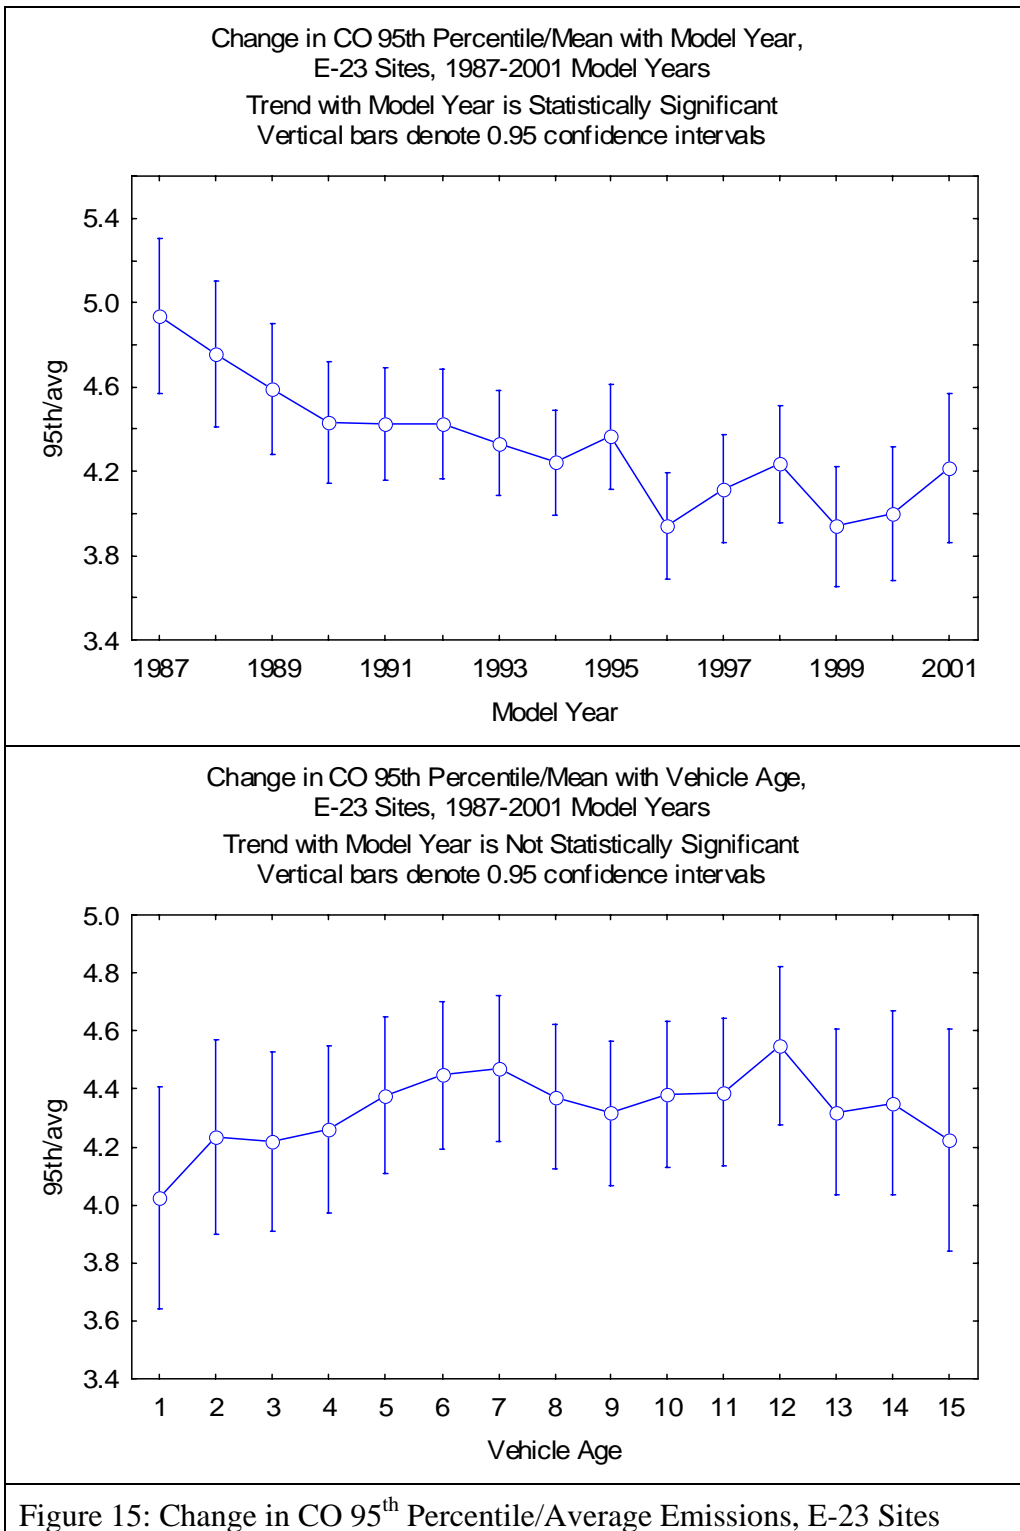 Change in CO 95th Percentile/Mean with Model Year,
E-23 Sites, 1987-2001 Model Years
Trend with Model Year is Statistically Significant
Vertical bars denote 0.95 confidence intervals
5.4
5.0
4.6
4.2
3.8
3.4
95th/avg
1987 1989 1991 1993 1995 1997 1999 2001
Model Year
Change in CO 95th Percentile/Mean with Vehicle Age,
E-23 Sites, 1987-2001 Model Years
Trend with Model Year is Not Statistically Significant
Vertical bars denote 0.95 confidence intervals
5.0
4.8
4.6
4.4
4.2
4.0
3.8
3.6
3.4
95th/avg
1 2 3 4 5 6 7 8 9 10 11 12 13 14 15
Vehicle Age
Figure 15: Change in CO 95th Percentile/Average Emissions, E-23 Sites